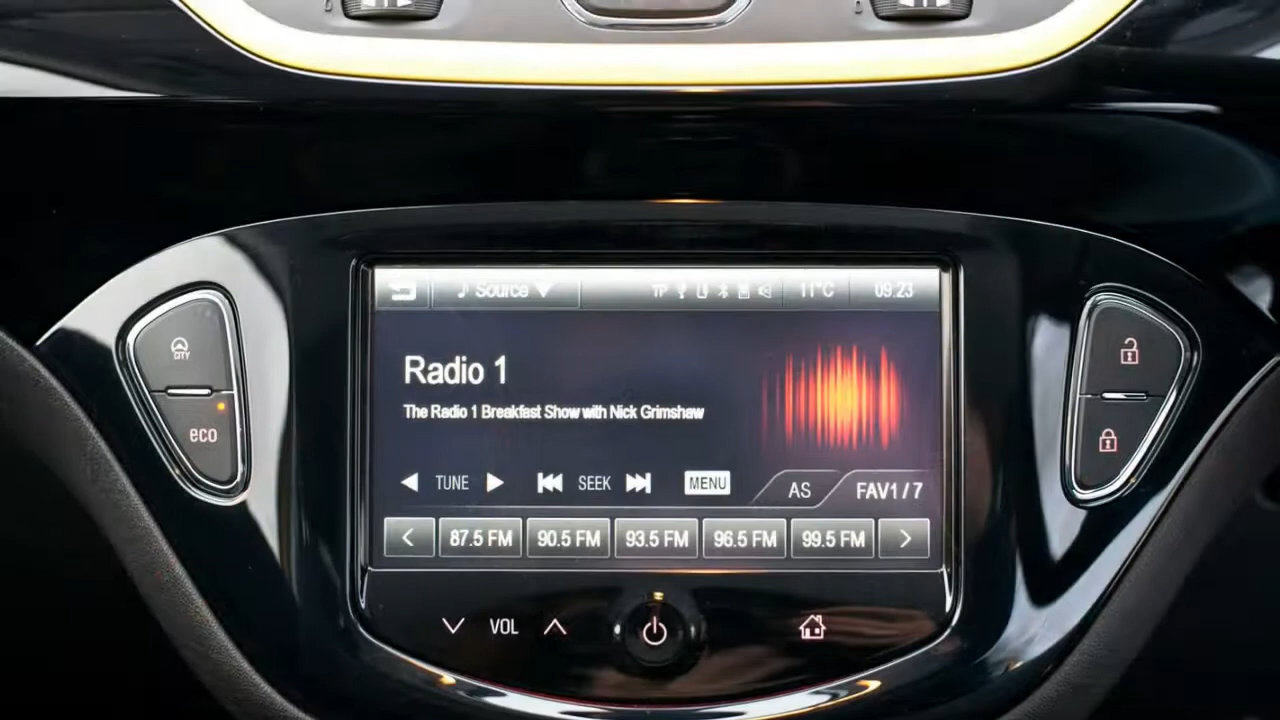 Source TP 11°C 09.23
CITY
Radio 1
The Radio 1 Breakfast Show with Nick Grimshaw
eco
TUNE SEEK MENU AS FAV1/7
87.5 FM 90.5 FM 93.5 FM 96.5 FM 99.5 FM
VOL